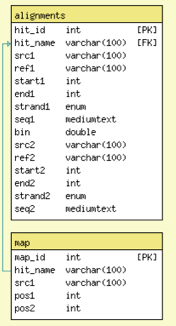 alignments
hit_id int [PK]
hit_name varchar(100) [FK]
src1 varchar(100)
ref1 varchar(100)
start1 int
end1 int
strand1 enum
seq1 mediumtext
bin double
src2 varchar(100)
ref2 varchar(100)
start2 int
end2 int
strand2 enum
seq2 mediumtext
map
map_id int [PK]
hit_name varchar(100)
src1 varchar(100)
pos1 int
pos2 int